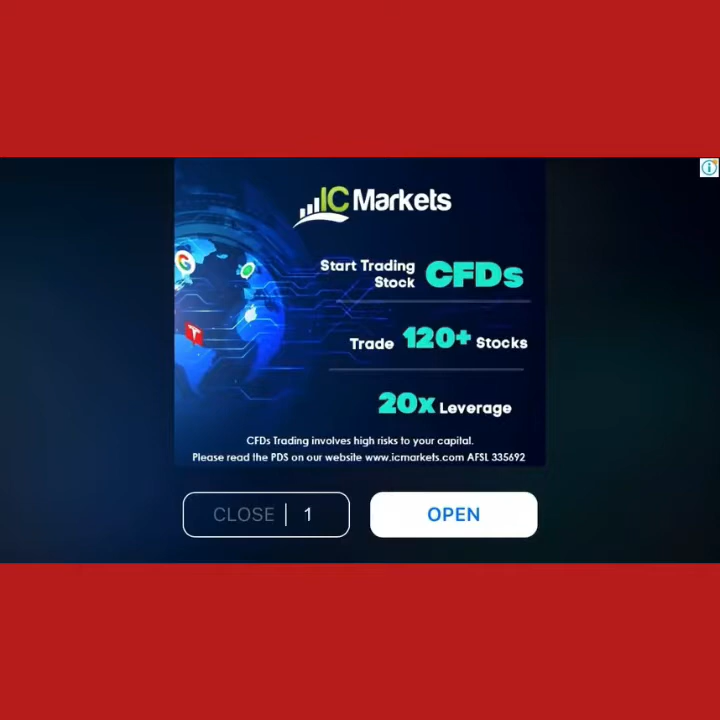 IC Markets
Start Trading
Stock CFDs
Trade 120+ Stocks
20x Leverage
CFDs Trading involves high risks to your capital.
Please read the PDS on our website www.icmarkets.com AFSL 335692
CLOSE | 1
OPEN